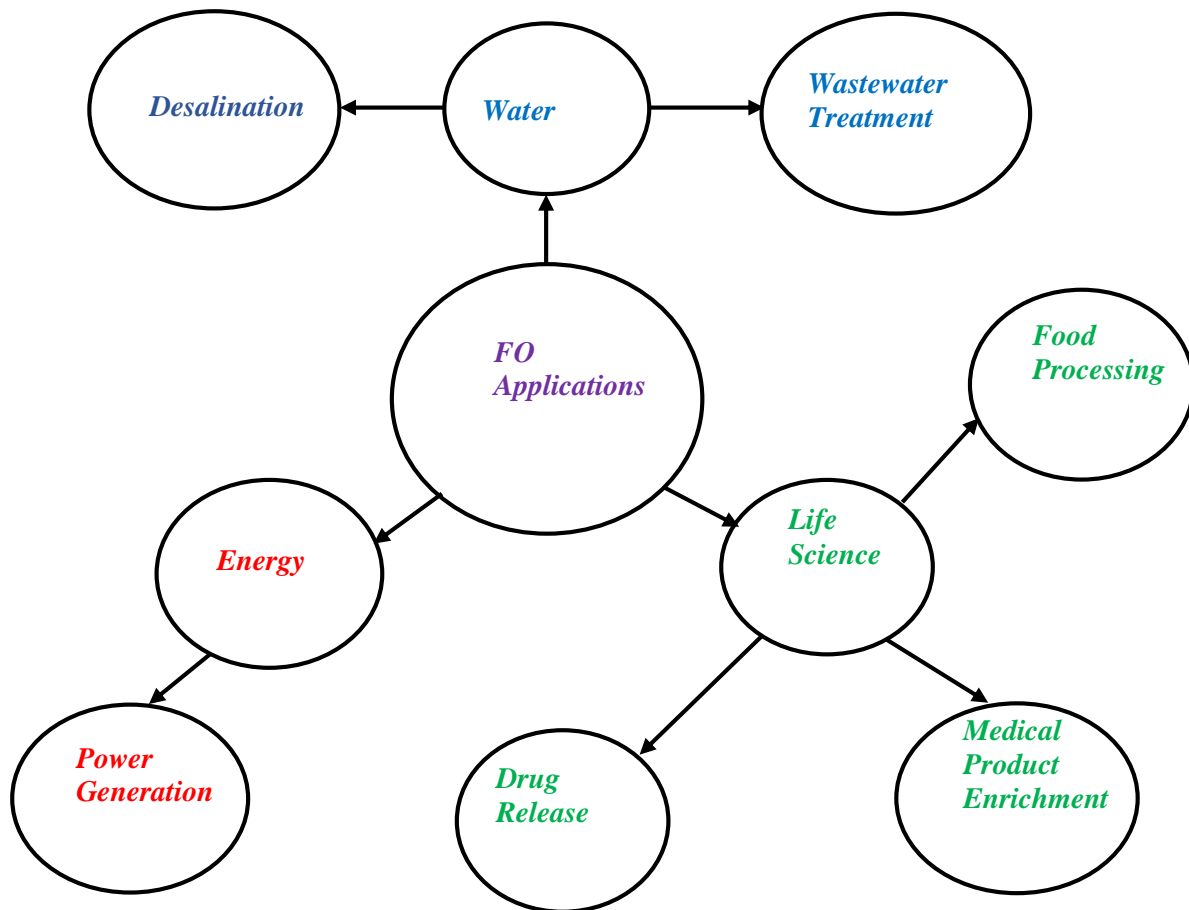 Desalination
Water
Wastewater
Treatment
FO
Applications
Food
Processing
Energy
Life
Science
Power
Generation
Drug
Release
Medical
Product
Enrichment